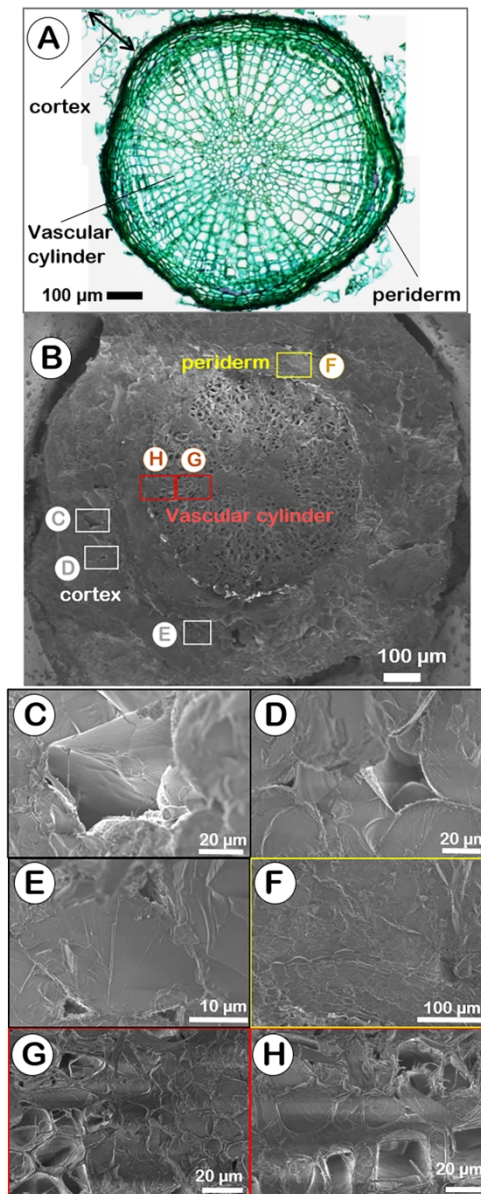 A
cortex
Vascular
cylinder
100 µm
periderm
B
periderm
F
H
G
Vascular cylinder
C
D
cortex
E
100 µm
C
20 µm
D
20 µm
E
10 µm
F
100 µm
G
20 µm
H
20 µm